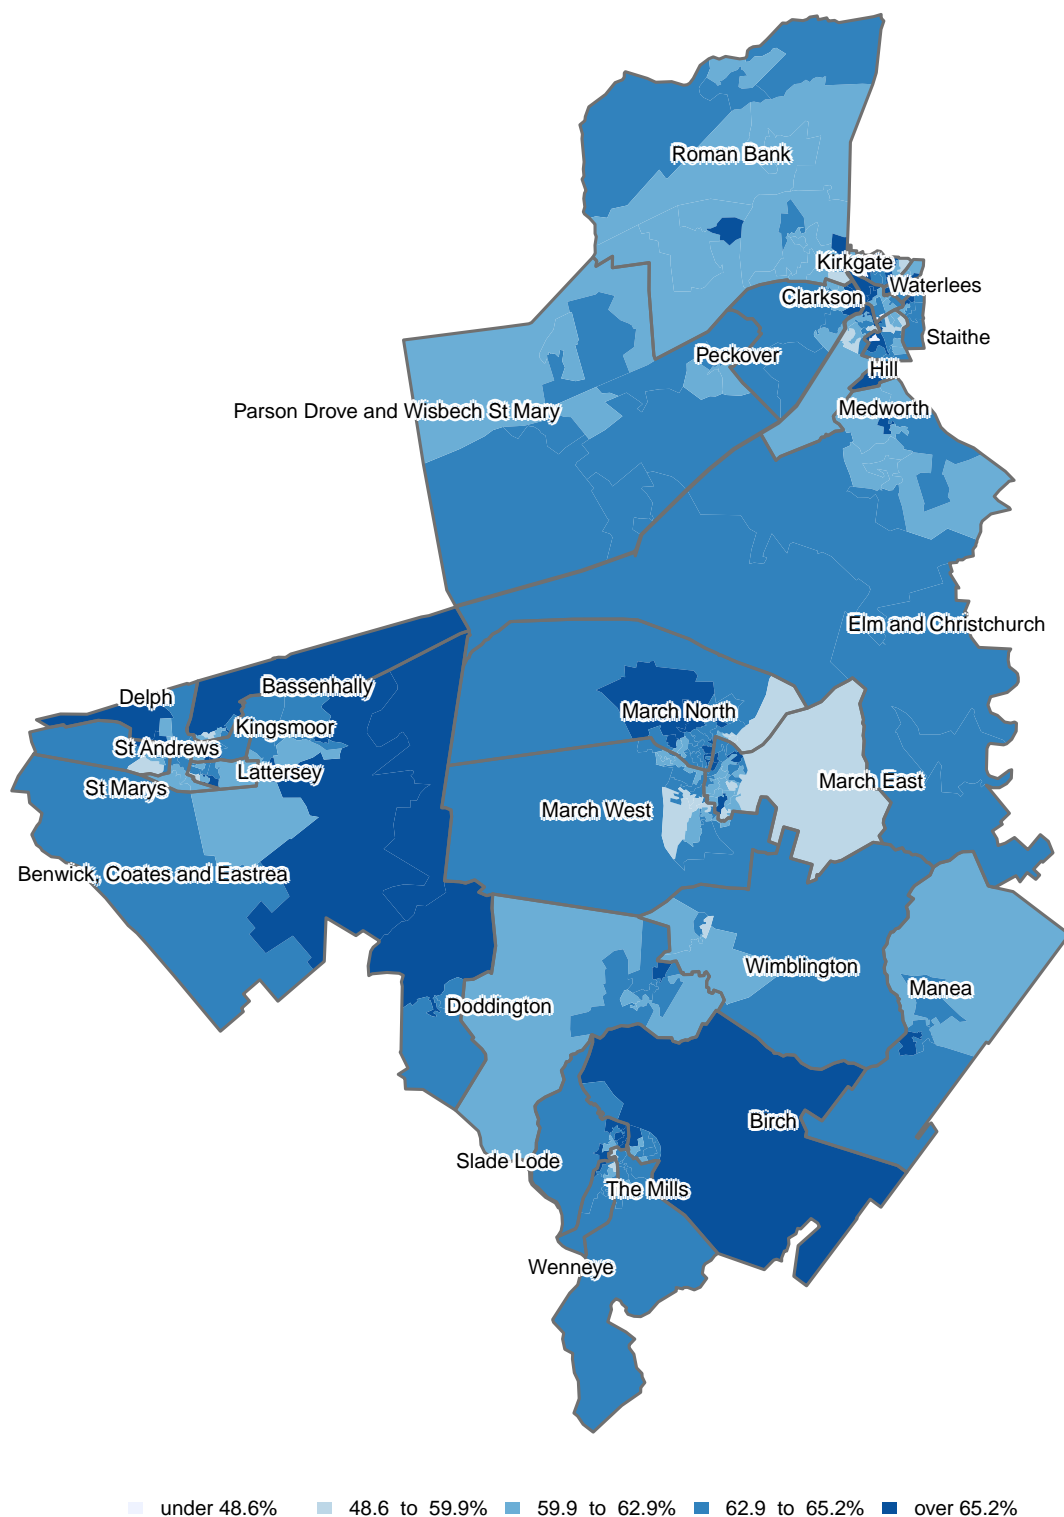 Roman Bank
Kirkgate
Waterlees
Clarkson
Staithe
Peckover
Hill
Medworth
Parson Drove and Wisbech St Mary
Elm and Christchurch
Bassenhally
Delph
March North
Kingsmoor
St Andrews
Lattersey
March East
St Marys
March West
Benwick, Coates and Eastrea
Wimblington
Manea
Doddington
Birch
Slade Lode
The Mills
Wenneye
under 48.6% 48.6 to 59.9% 59.9 to 62.9% 62.9 to 65.2% over 65.2%